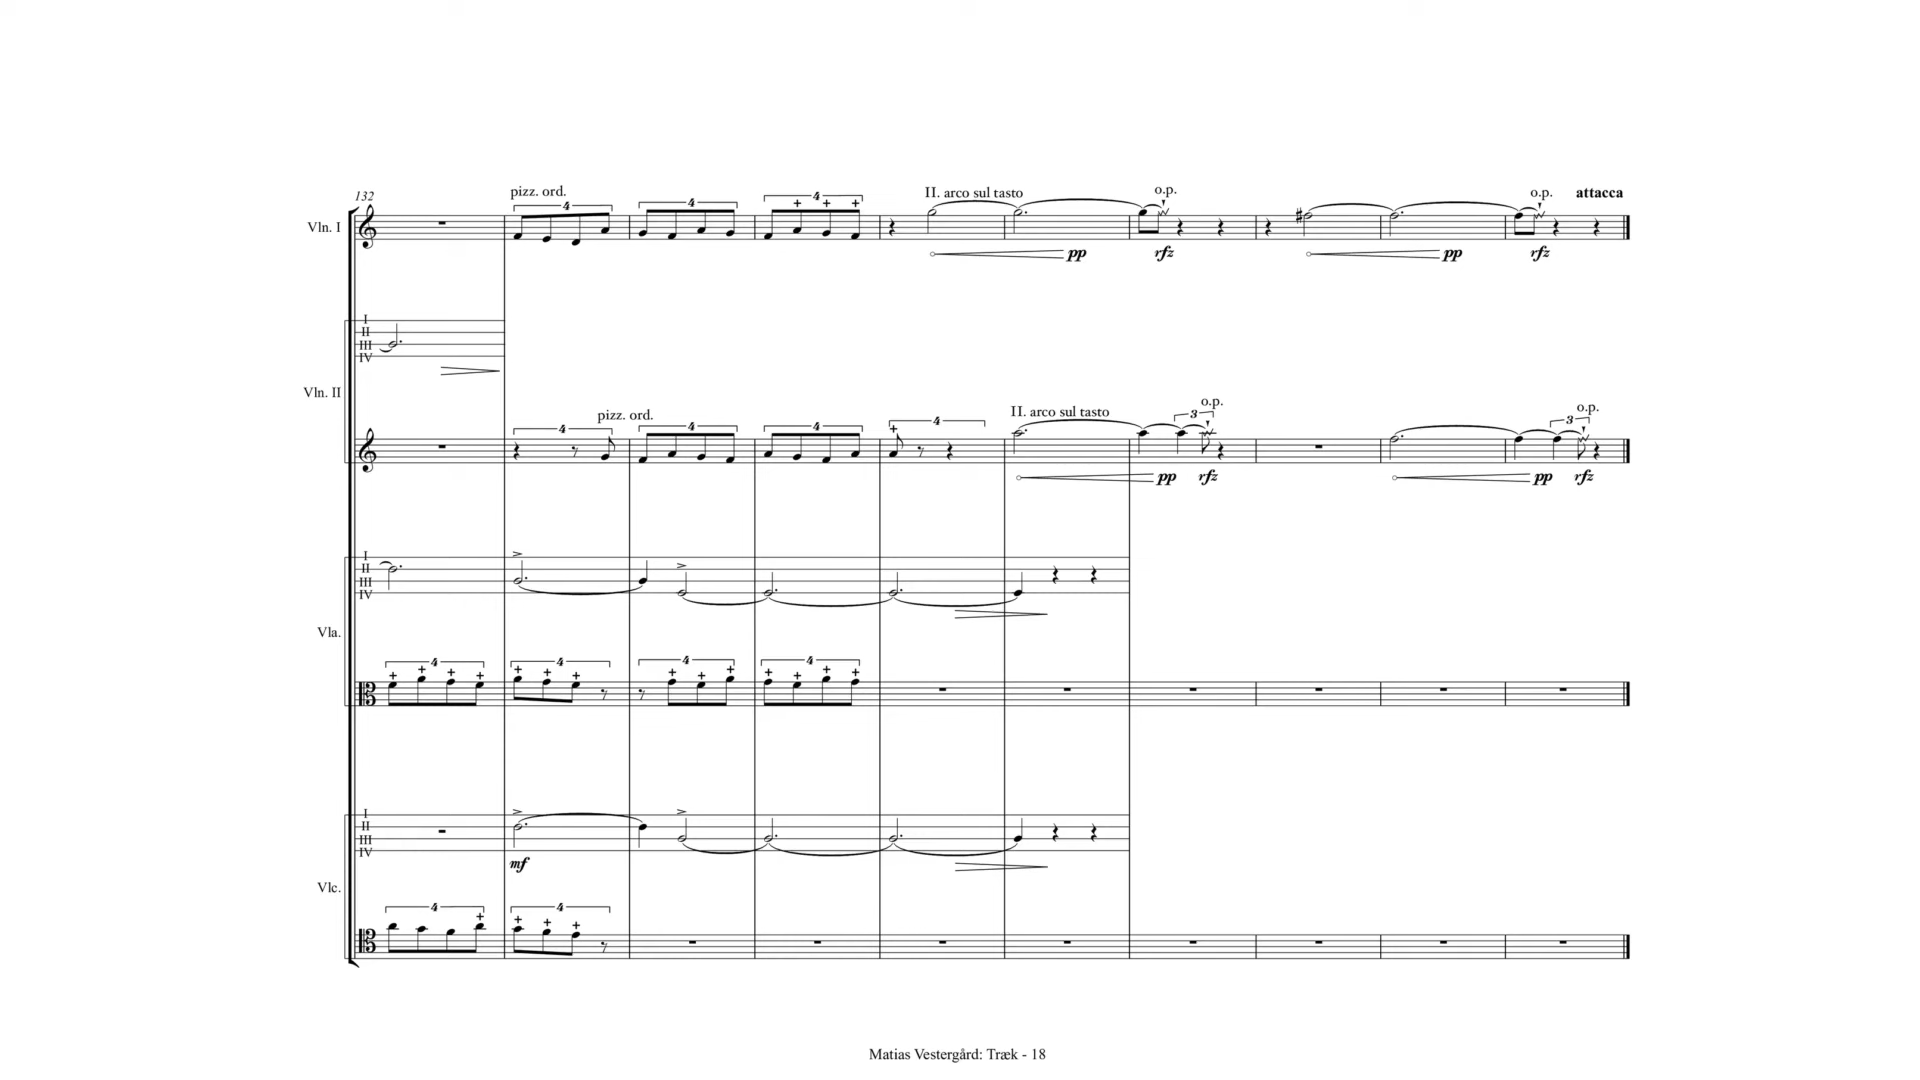 132
pizz. ord.
4
4
4
II. arco sul tasto
o.p.
o.p.
attacca
Vln. I
pp
rfz
pp
rfz
I
II
III
IV
Vln. II
pizz. ord.
4
4
4
4
II. arco sul tasto
3
o.p.
3
o.p.
pp
rfz
pp
rfz
I
II
III
IV
Vla.
4
4
4
4
I
II
III
IV
mf
Vlc.
4
4
Matias Vestergård: Træk - 18